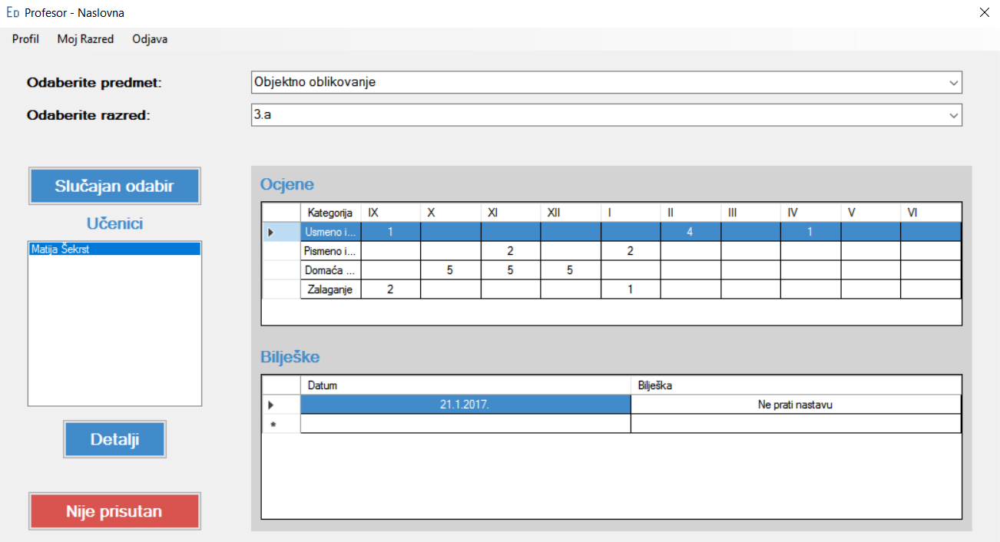 ED Profesor - Naslovna
Profil Moj Razred Odjava
Odaberite predmet: Objektno oblikovanje
Odaberite razred: 3.a
Slučajan odabir
Učenici
Matija Šekrst
Detalji
Nije prisutan
Ocjene
Kategorija IX X XI XII I II III IV V VI
Usmeno i... 1 4 1
Pismeno i... 2 2
Domaća ... 5 5 5
Zalaganje 2 1
Bilješke
Datum Bilješka
21.1.2017. Ne prati nastavu
*